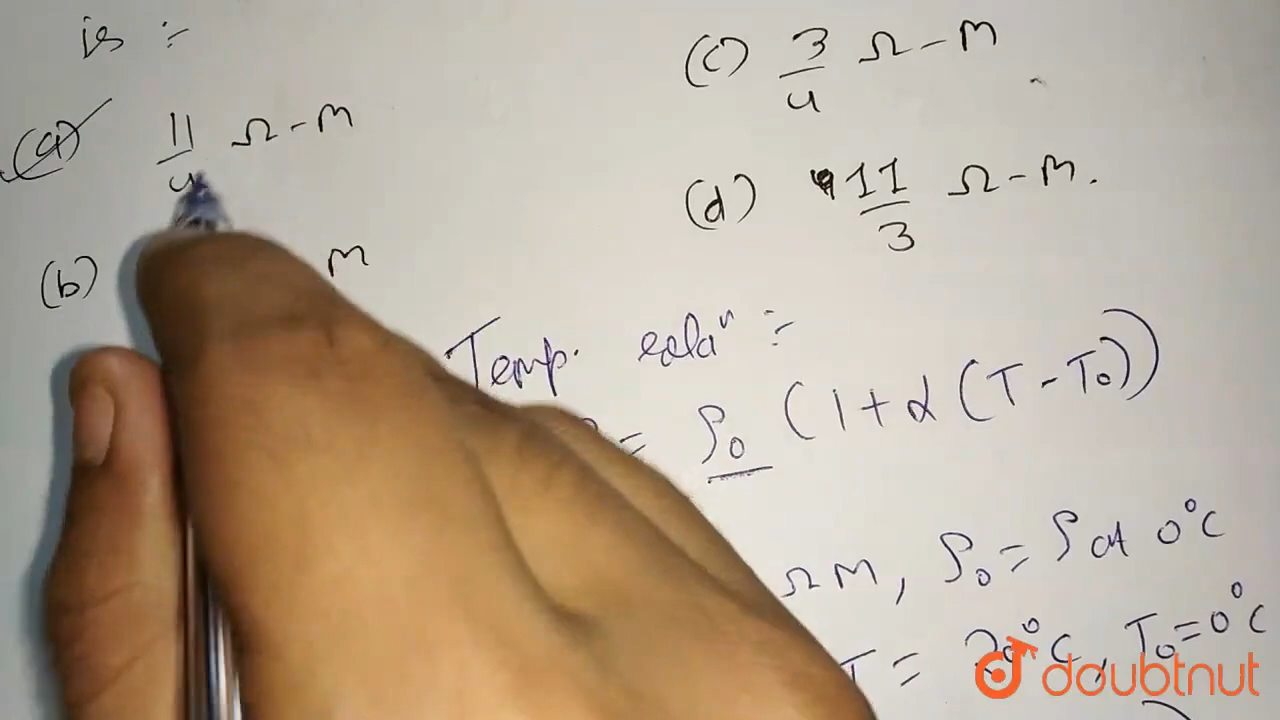 is :-
(a) 11/4 Ω-m
(b) m
(c) 3/4 Ω-m
(d) 11/3 Ω-m.
Temp. relaⁿ :-
= ρ₀ (1+α(T-T₀))
Ωm, ρ₀ = ρ at 0°C
T = 20°C, T₀=0°C
doubtnut